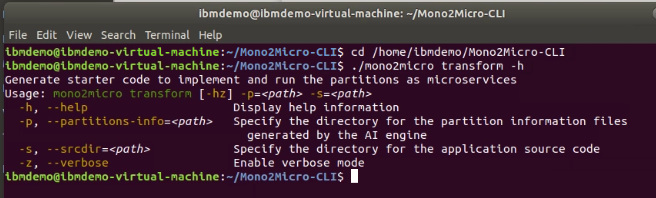 ibmdemo@ibmdemo-virtual-machine: ~/Mono2Micro-CLI
File Edit View Search Terminal Help
ibmdemo@ibmdemo-virtual-machine:~/Mono2Micro-CLI$ cd /home/ibmdemo/Mono2Micro-CLI
ibmdemo@ibmdemo-virtual-machine:~/Mono2Micro-CLI$ ./mono2micro transform -h
Generate starter code to implement and run the partitions as microservices
Usage: mono2micro transform [-hz] -p=<path> -s=<path>
-h, --help Display help information
-p, --partitions-info=<path> Specify the directory for the partition information files
generated by the AI engine
-s, --srcdir=<path> Specify the directory for the application source code
-z, --verbose Enable verbose mode
ibmdemo@ibmdemo-virtual-machine:~/Mono2Micro-CLI$